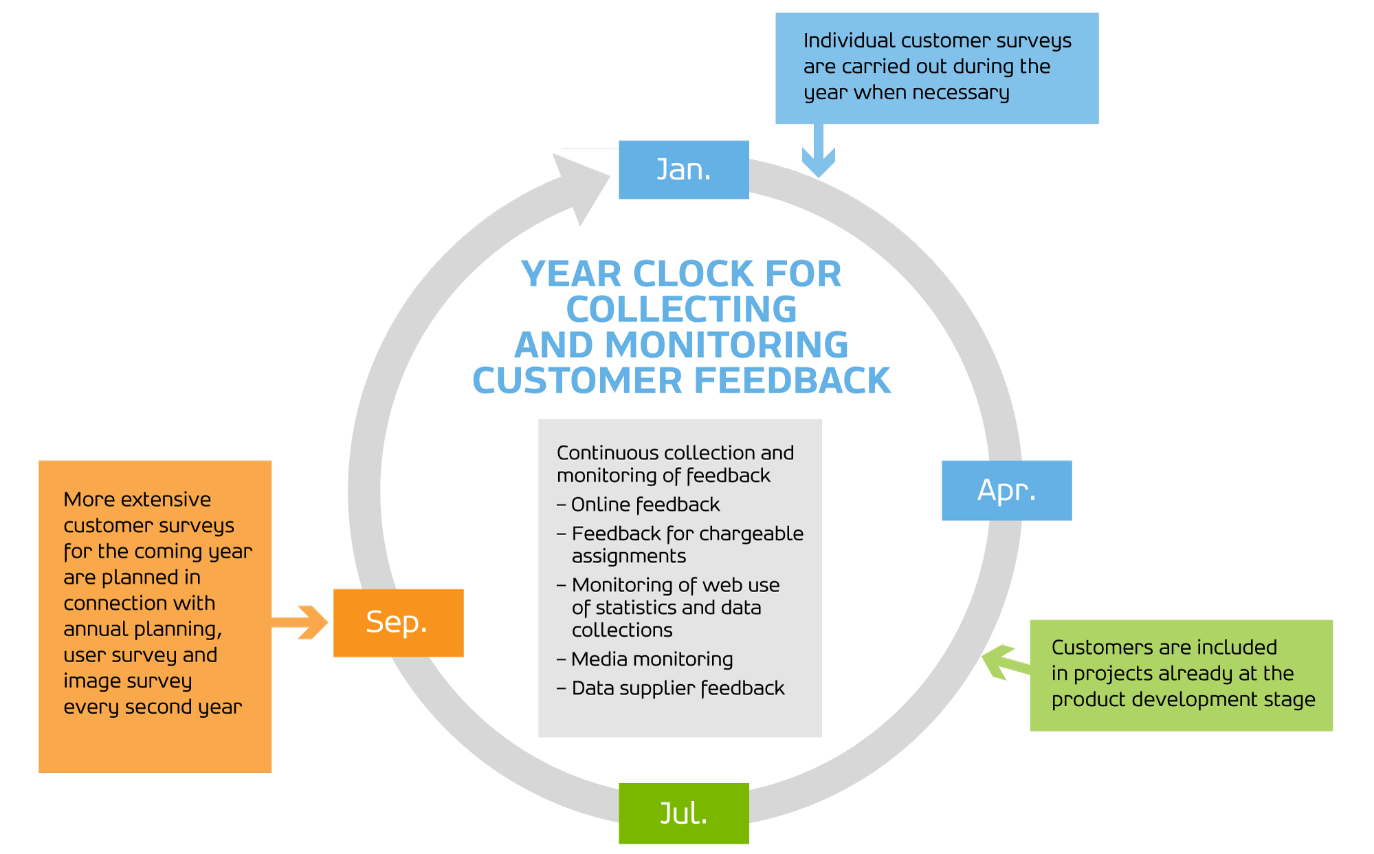 Individual customer surveys
are carried out during the
year when necessary
Jan.
YEAR CLOCK FOR
COLLECTING
AND MONITORING
CUSTOMER FEEDBACK
Continuous collection and
monitoring of feedback
– Online feedback
– Feedback for chargeable
assignments
– Monitoring of web use
of statistics and data
collections
– Media monitoring
– Data supplier feedback
Apr.
Customers are included
in projects already at the
product development stage
Jul.
Sep.
More extensive
customer surveys
for the coming year
are planned in
connection with
annual planning,
user survey and
image survey
every second year